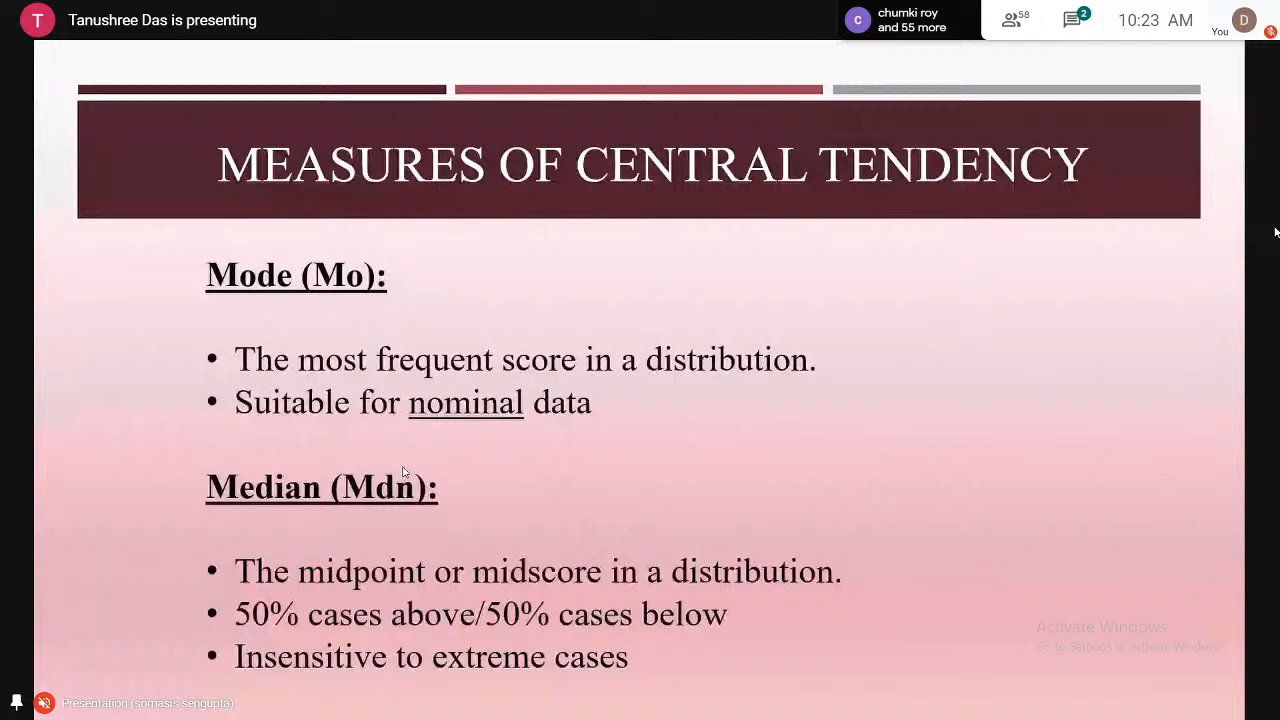 T
Tanushree Das is presenting
c
chumki roy
and 55 more
58
2
10:23 AM
You
D
MEASURES OF CENTRAL TENDENCY
Mode (Mo):
• The most frequent score in a distribution.
• Suitable for nominal data
Median (Mdn):
• The midpoint or midscore in a distribution.
• 50% cases above/50% cases below
• Insensitive to extreme cases
Activate Windows
Go to Settings to activate Windows.
Presentation (somasis sengupta)